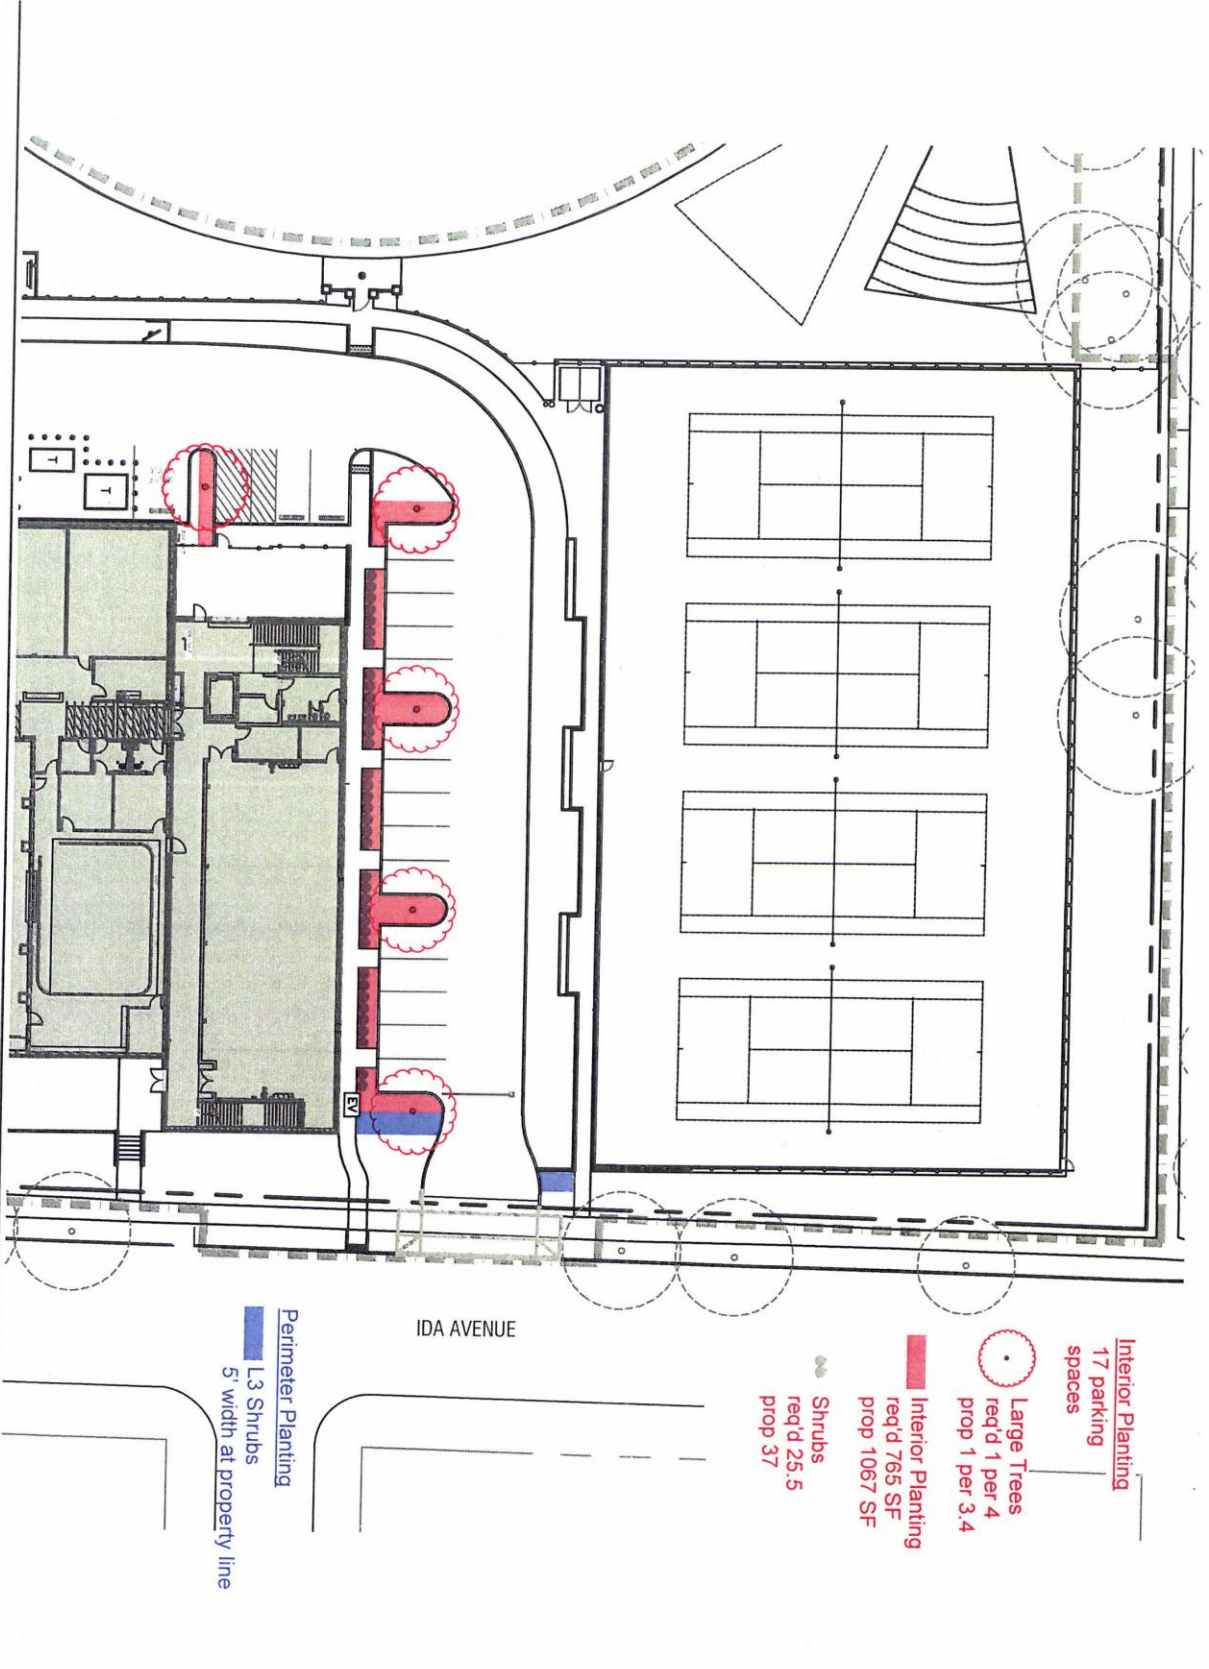 Interior Planting
17 parking
spaces
Large Trees
req'd 1 per 4
prop 1 per 3.4
Interior Planting
req'd 765 SF
prop 1067 SF
Shrubs
req'd 25.5
prop 37
IDA AVENUE
Perimeter Planting
L3 Shrubs
5' width at property line
EV
T
T